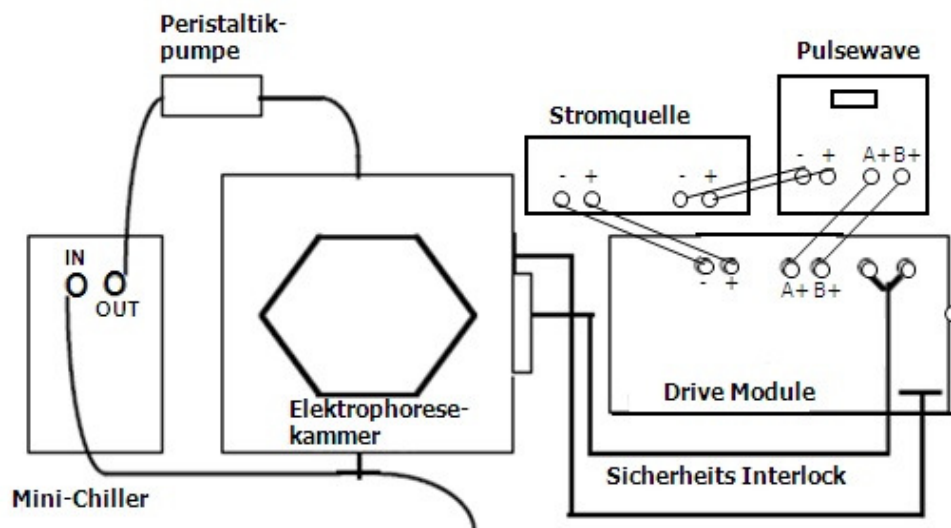 Peristaltik-
pumpe
Pulsewave
Stromquelle
- + - +
- + A+ B+
IN
OUT
- + A+ B+
Elektrophorese-
kammer
Drive Module
Sicherheits Interlock
Mini-Chiller